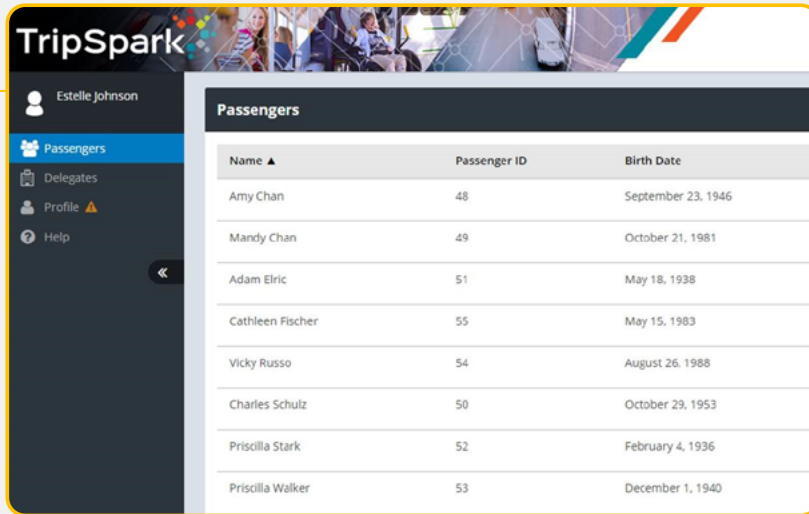 TripSpark
Estelle Johnson
Passengers
Delegates
Profile
Help
Passengers
Name ▲ Passenger ID Birth Date
Amy Chan 48 September 23, 1946
Mandy Chan 49 October 21, 1981
Adam Elric 51 May 18, 1938
Cathleen Fischer 55 May 15, 1983
Vicky Russo 54 August 26, 1988
Charles Schulz 50 October 29, 1953
Priscilla Stark 52 February 4, 1936
Priscilla Walker 53 December 1, 1940